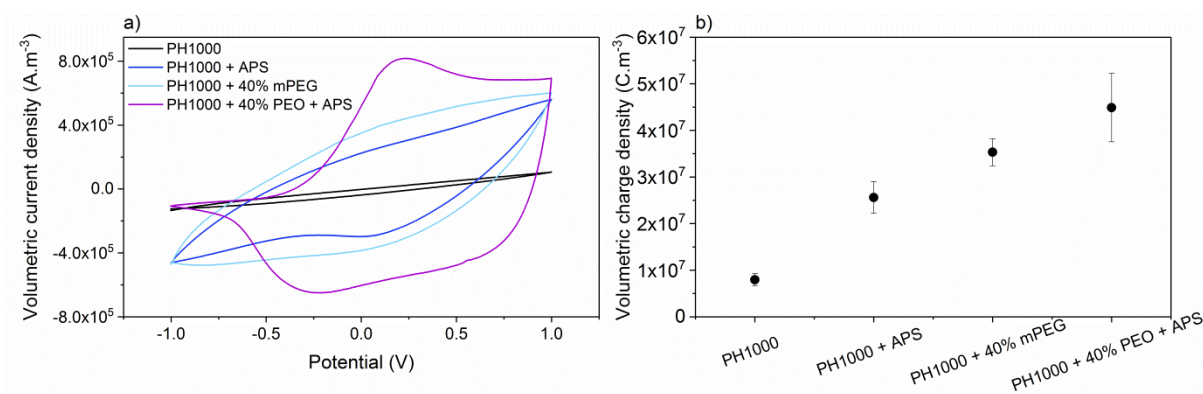 a)
Volumetric current density (A.m⁻³)
8.0x10⁵
4.0x10⁵
0.0
-4.0x10⁵
-8.0x10⁵
PH1000
PH1000 + APS
PH1000 + 40% mPEG
PH1000 + 40% PEO + APS
-1.0
-0.5
0.0
0.5
1.0
Potential (V)
b)
Volumetric charge density (C.m⁻³)
6x10⁷
5x10⁷
4x10⁷
3x10⁷
2x10⁷
1x10⁷
0
PH1000
PH1000 + APS
PH1000 + 40% mPEG
PH1000 + 40% PEO + APS